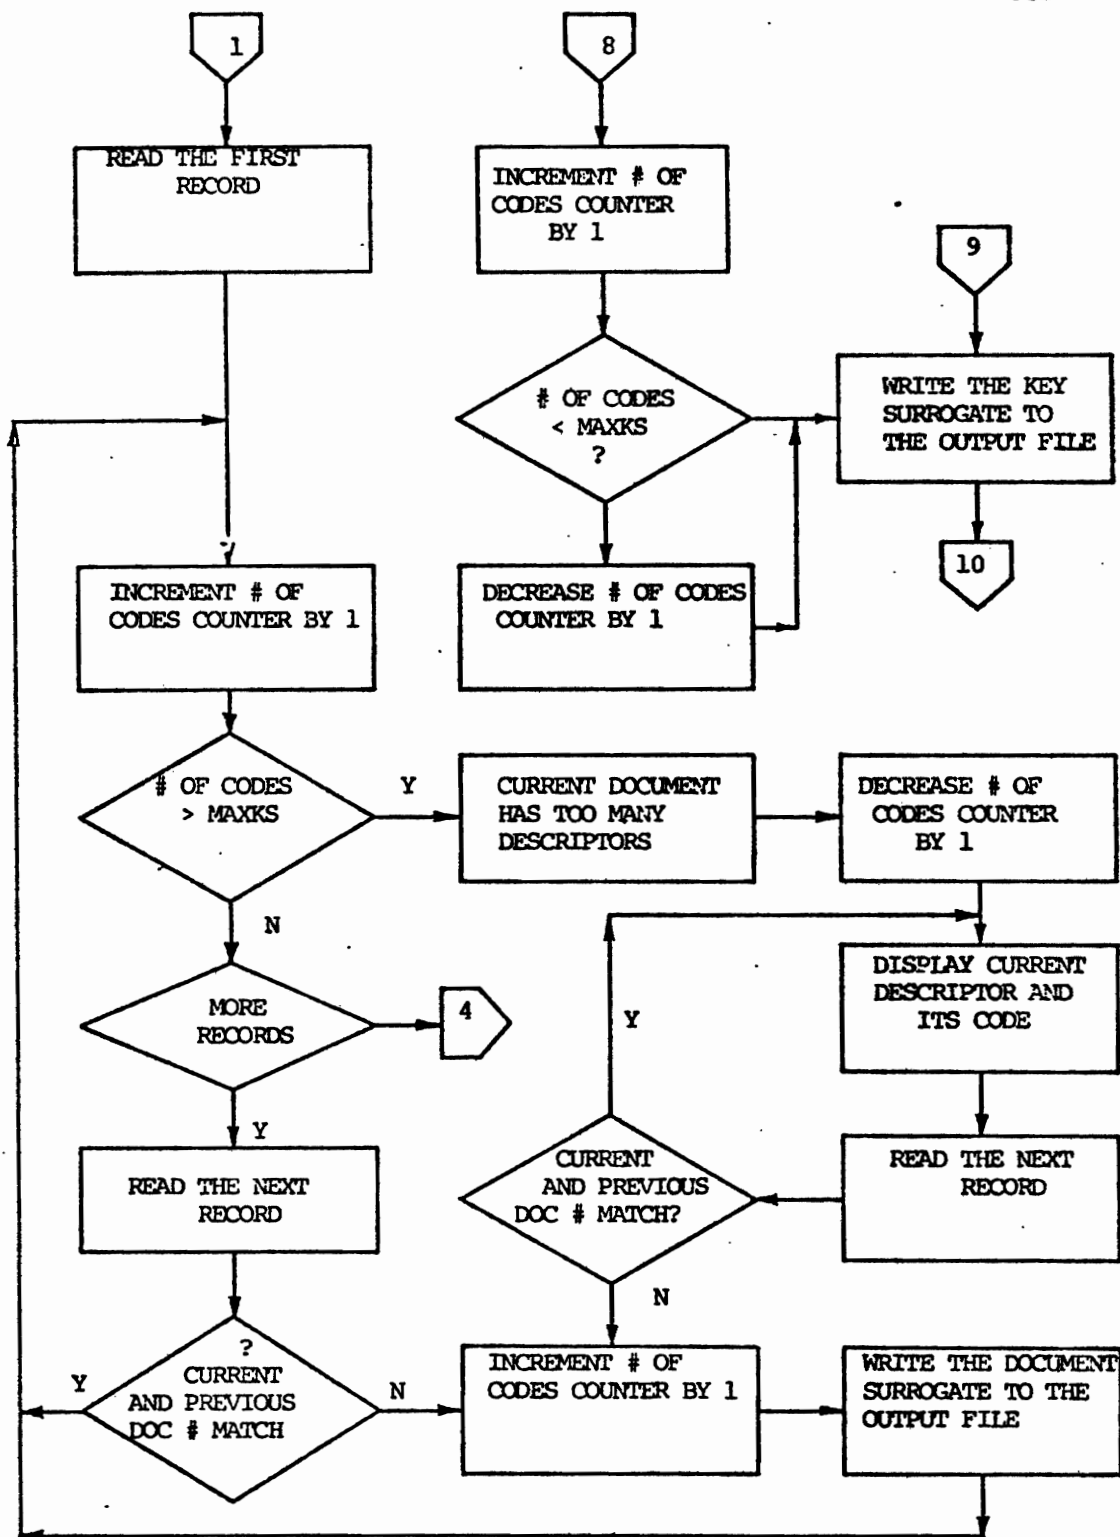 1
READ THE FIRST
RECORD
8
INCREMENT # OF
CODES COUNTER
BY 1
9
# OF CODES
< MAXKS
?
WRITE THE KEY
SURROGATE TO
THE OUTPUT FILE
10
DECREASE # OF CODES
COUNTER BY 1
INCREMENT # OF
CODES COUNTER BY 1
# OF CODES
> MAXKS
Y
CURRENT DOCUMENT
HAS TOO MANY
DESCRIPTORS
DECREASE # OF
CODES COUNTER
BY 1
N
MORE
RECORDS
4
Y
DISPLAY CURRENT
DESCRIPTOR AND
ITS CODE
Y
READ THE NEXT
RECORD
CURRENT
AND PREVIOUS
DOC # MATCH?
READ THE NEXT
RECORD
N
?
CURRENT
AND PREVIOUS
DOC # MATCH
Y
N
INCREMENT # OF
CODES COUNTER BY 1
WRITE THE DOCUMENT
SURROGATE TO THE
OUTPUT FILE